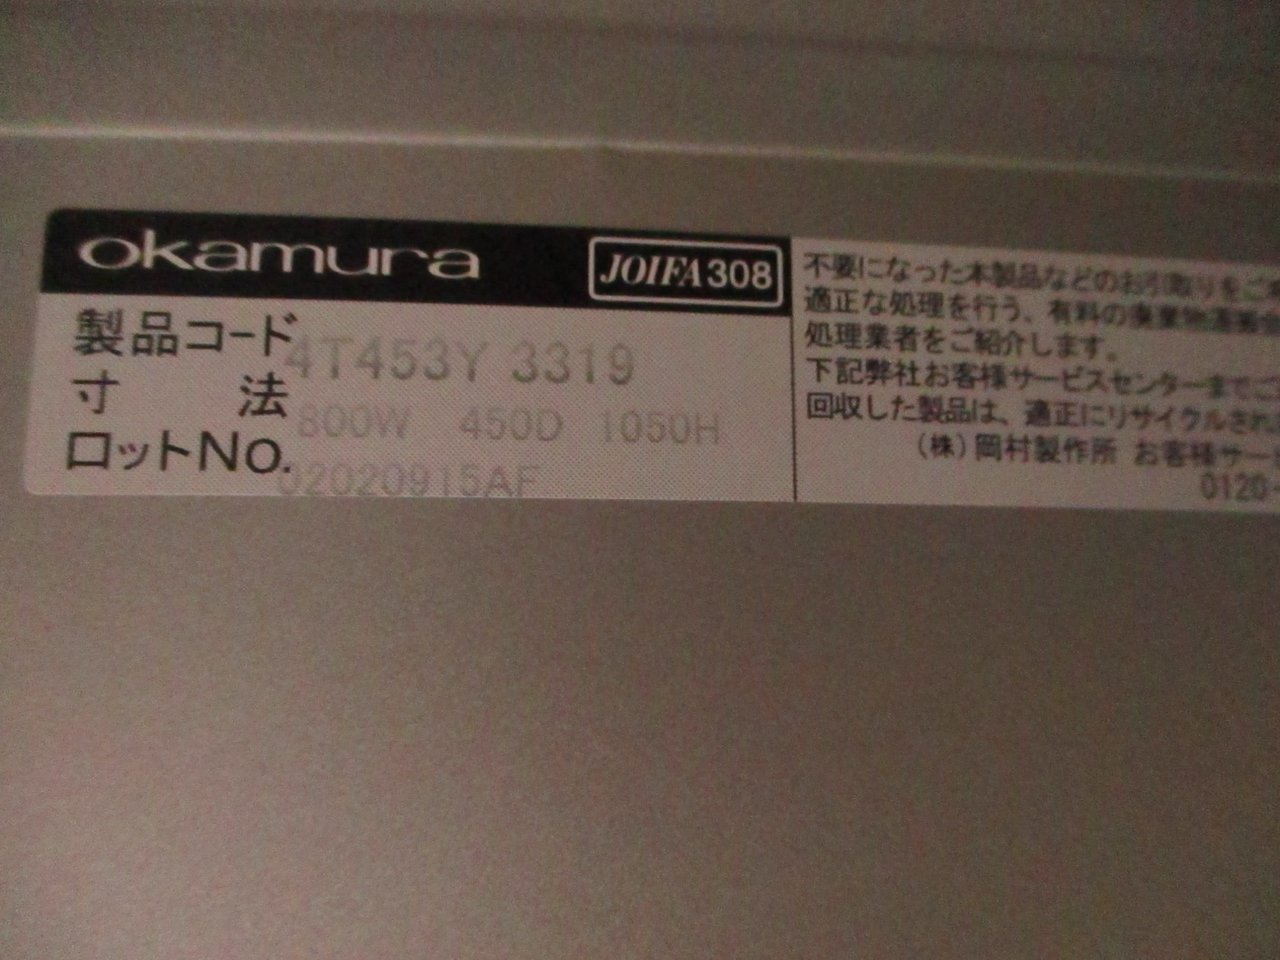 okamura JOIFA308
製品コード 4T453Y 3319
寸法 800W 450D 1050H
ロットNo. 02020915AF
不要になった本製品などのお引取りをご
適正な処理を行う、有料の廃棄物運搬
処理業者をご紹介します。
下記弊社お客様サービスセンターまでご
回収した製品は、適正にリサイクルされ
(株)岡村製作所 お客様サー
0120-